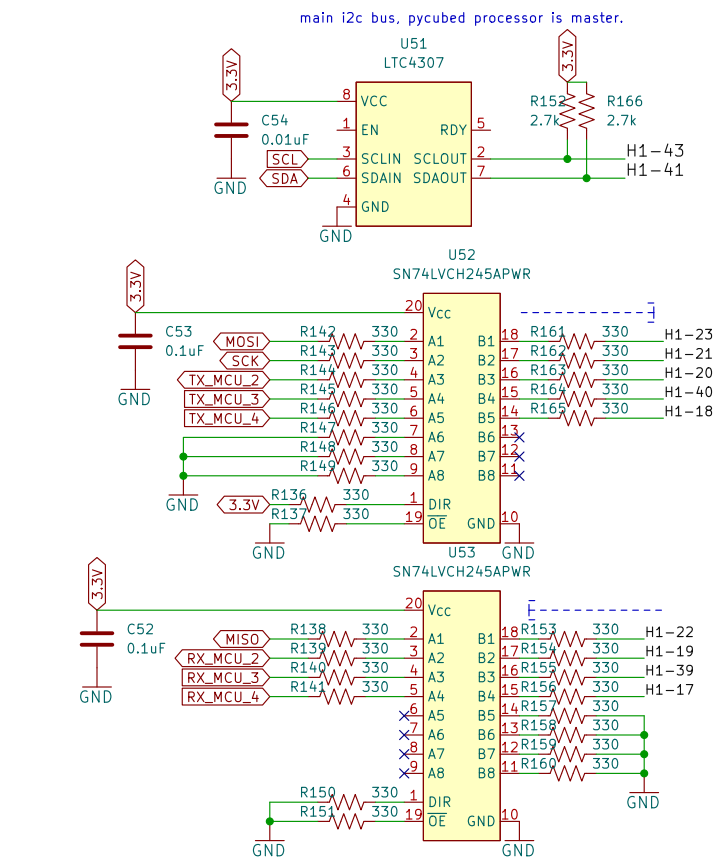 main i2c bus, pycubed processor is master.
U51
LTC4307
3.3V
3.3V
8 VCC
R152 R166
2.7k 2.7k
C54
0.01uF
1 EN
RDY 5
SCL 3 SCLIN SCLOUT 2 H1-43
SDA 6 SDAIN SDAOUT 7 H1-41
GND
4 GND
GND
U52
SN74LVCH245APWR
3.3V
20 Vcc
C53
0.1uF
MOSI R142 330 2 A1 B1 18 R161 330 H1-23
SCK R143 330 3 A2 B2 17 R162 330 H1-21
TX_MCU_2 R144 330 4 A3 B3 16 R163 330 H1-20
TX_MCU_3 R145 330 5 A4 B4 15 R164 330 H1-40
TX_MCU_4 R146 330 6 A5 B5 14 R165 330 H1-18
GND
R147 330 7 A6 B6 13
R148 330 8 A7 B7 12
R149 330 9 A8 B8 11
GND
3.3V R136 330 1 DIR
R137 330 19 OE GND 10
GND GND
U53
SN74LVCH245APWR
3.3V
20 Vcc
C52
0.1uF
MISO R138 330 2 A1 B1 18 R153 330 H1-22
RX_MCU_2 R139 330 3 A2 B2 17 R154 330 H1-19
RX_MCU_3 R140 330 4 A3 B3 16 R155 330 H1-39
RX_MCU_4 R141 330 5 A4 B4 15 R156 330 H1-17
GND
6 A5 B5 14 R157 330
7 A6 B6 13 R158 330
8 A7 B7 12 R159 330
9 A8 B8 11 R160 330
GND
R150 330 1 DIR
R151 330 19 OE GND 10
GND GND